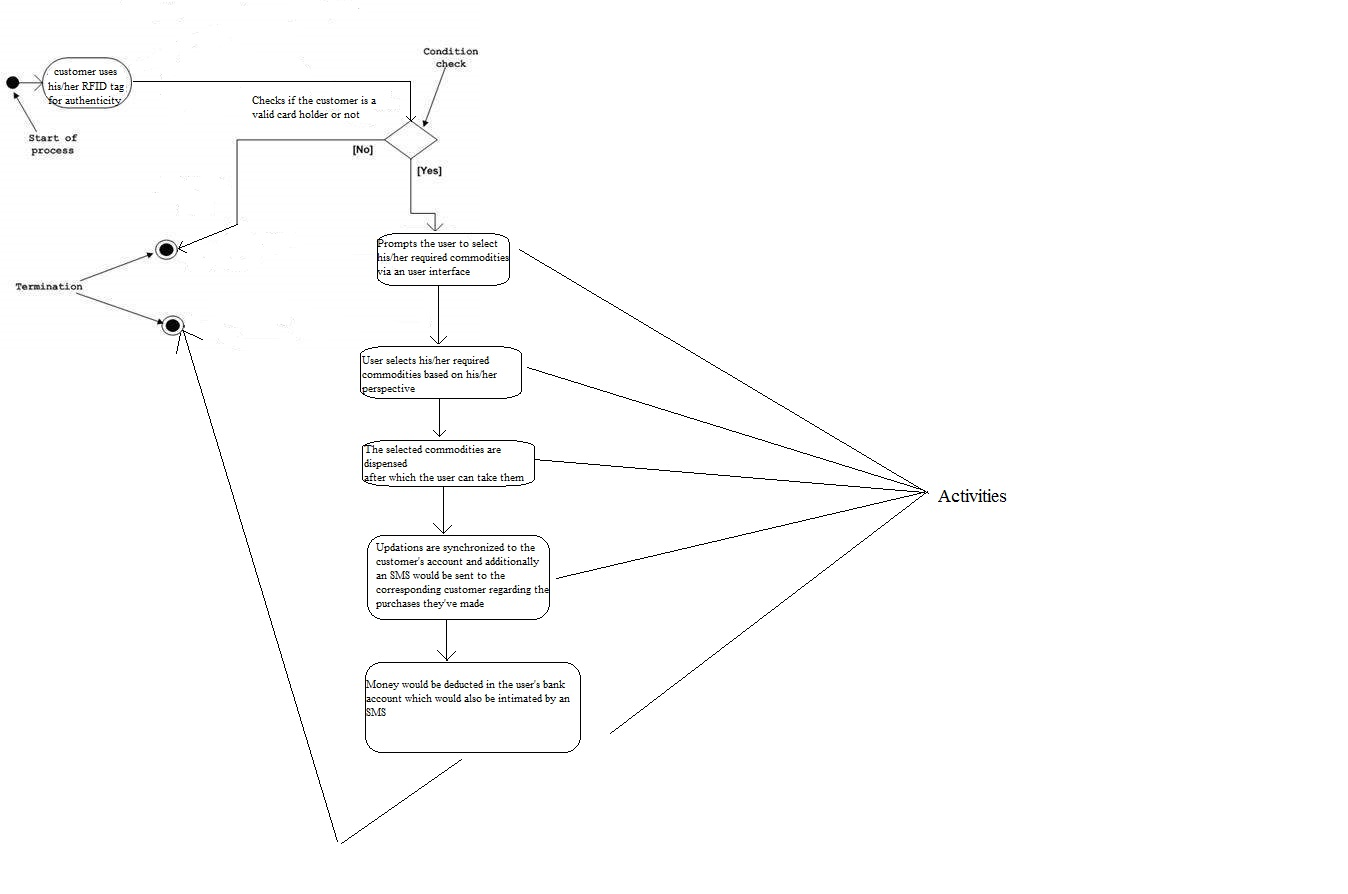 Condition
check
customer uses
his/her RFID tag
for authenticity
Checks if the customer is a
valid card holder or not
Start of
process
[No]
[Yes]
Prompts the user to select
his/her required commodities
via an user interface
Termination
User selects his/her required
commodities based on his/her
perspective
The selected commodities are
dispensed
after which the user can take them
Activities
Updations are synchronized to the
customer's account and additionally
an SMS would be sent to the
corresponding customer regarding the
purchases they've made
Money would be deducted in the user's bank
account which would also be intimated by an
SMS